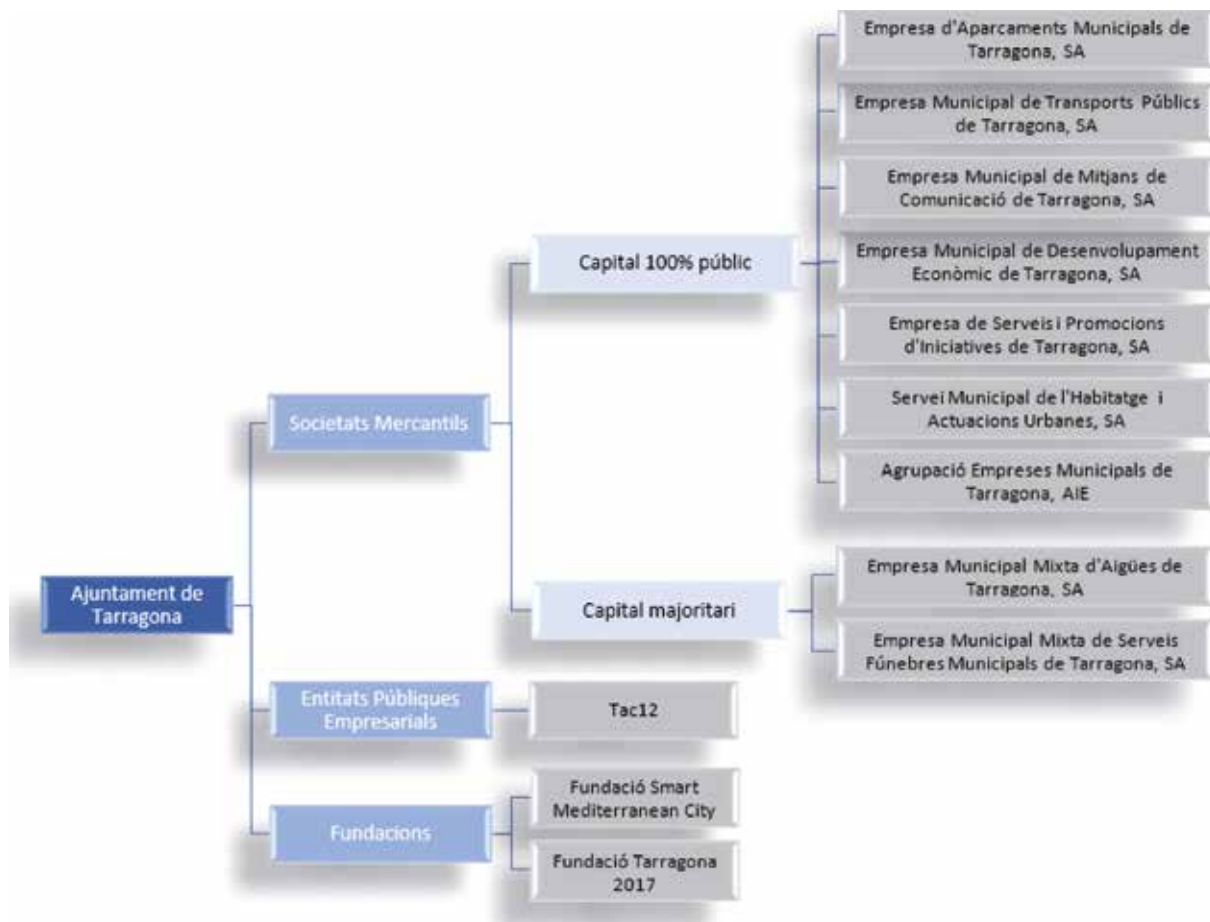 Empresa d'Aparcaments Municipals de
Tarragona, SA
Empresa Municipal de Transports Públics
de Tarragona, SA
Empresa Municipal de Mitjans de
Comunicació de Tarragona, SA
Capital 100% públic
Empresa Municipal de Desenvolupament
Econòmic de Tarragona, SA
Empresa de Serveis i Promocions
d'Iniciatives de Tarragona, SA
Societats Mercantils
Servei Municipal de l'Habitatge i
Actuacions Urbanes, SA
Agrupació Empreses Municipals de
Tarragona, AIE
Ajuntament de
Tarragona
Capital majoritari
Empresa Municipal Mixta d'Aigües de
Tarragona, SA
Empresa Municipal Mixta de Serveis
Fúnebres Municipals de Tarragona, SA
Entitats Públiques
Empresarials
Tac12
Fundacions
Fundació Smart
Mediterranean City
Fundació Tarragona
2017